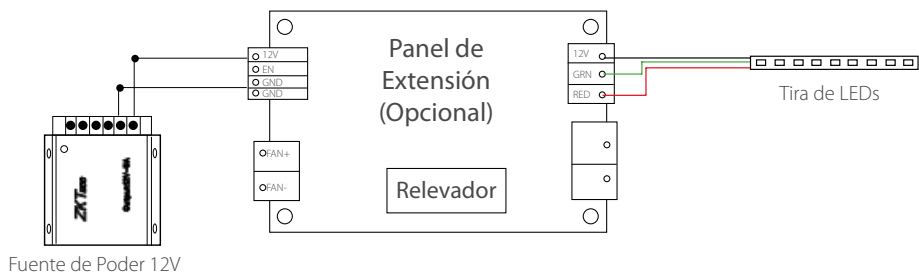 12V
EN
GND
GND
FAN+
FAN-
Panel de
Extensión
(Opcional)
Relevador
12V
GRN
RED
Tira de LEDs
ZKTeco
Fuente de Poder 12V